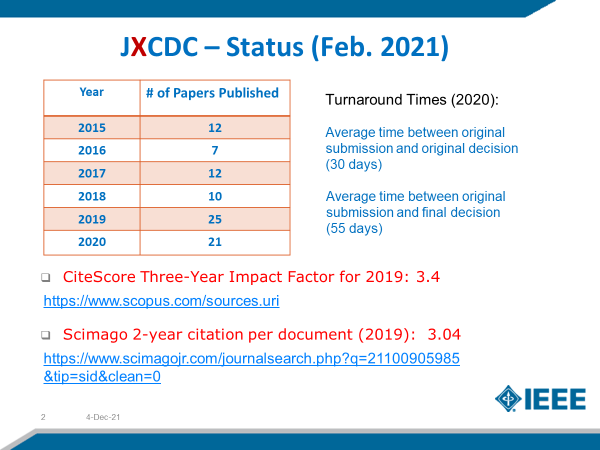 JXCDC – Status (Feb. 2021)
Year # of Papers Published
2015 12
2016 7
2017 12
2018 10
2019 25
2020 21
Turnaround Times (2020):
Average time between original
submission and original decision
(30 days)
Average time between original
submission and final decision
(55 days)
CiteScore Three-Year Impact Factor for 2019: 3.4
https://www.scopus.com/sources.uri
Scimago 2-year citation per document (2019): 3.04
https://www.scimagojr.com/journalsearch.php?q=21100905985
&tip=sid&clean=0
IEEE
2 4-Dec-21